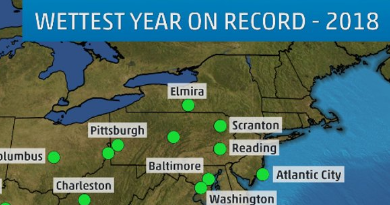 WETTEST YEAR ON RECORD - 2018
Elmira
Scranton
Pittsburgh
Reading
olumbus
Baltimore
Atlantic City
Charleston
Washington